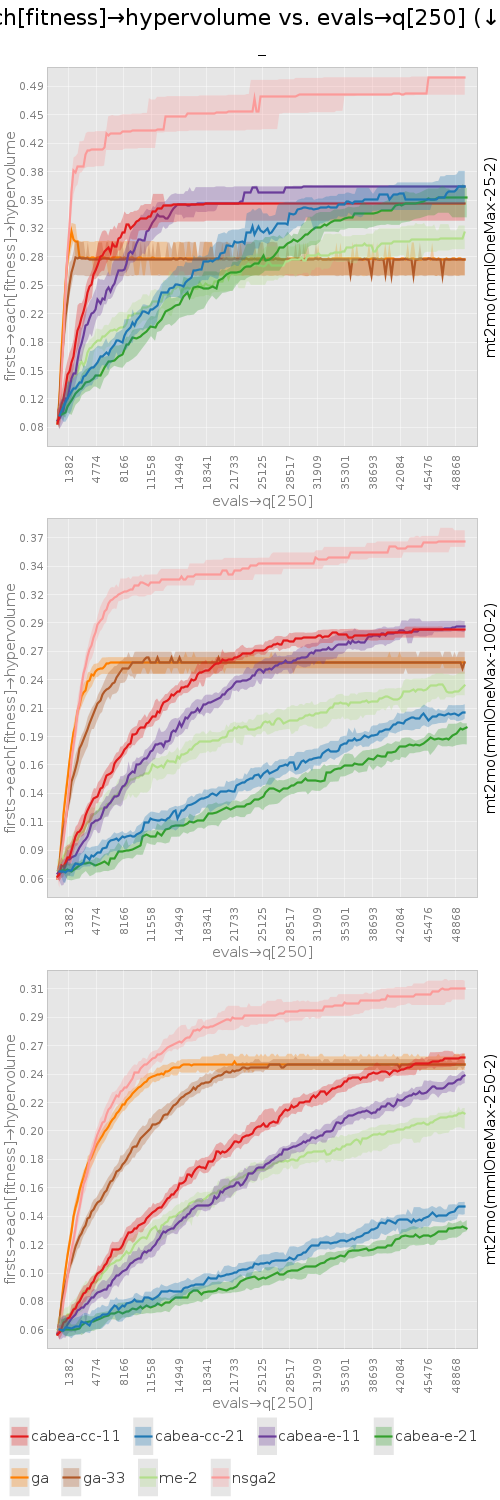 ch[fitness]→hypervolume vs. evals→q[250] (↓
_
firsts→each[fitness]→hypervolume
0.49
0.45
0.42
0.38
0.35
0.32
0.28
0.25
0.22
0.18
0.15
0.12
0.08
mt2mo(mmlOneMax-25-2)
1382 4774 8166 11558 14949 18341 21733 25125 28517 31909 35301 38693 42084 45476 48868
evals→q[250]
firsts→each[fitness]→hypervolume
0.37
0.34
0.32
0.29
0.27
0.24
0.21
0.19
0.16
0.14
0.11
0.09
0.06
mt2mo(mmlOneMax-100-2)
1382 4774 8166 11558 14949 18341 21733 25125 28517 31909 35301 38693 42084 45476 48868
evals→q[250]
firsts→each[fitness]→hypervolume
0.31
0.29
0.27
0.24
0.22
0.20
0.18
0.16
0.14
0.12
0.10
0.08
0.06
mt2mo(mmlOneMax-250-2)
1382 4774 8166 11558 14949 18341 21733 25125 28517 31909 35301 38693 42084 45476 48868
evals→q[250]
cabea-cc-11 cabea-cc-21 cabea-e-11 cabea-e-21
ga ga-33 me-2 nsga2